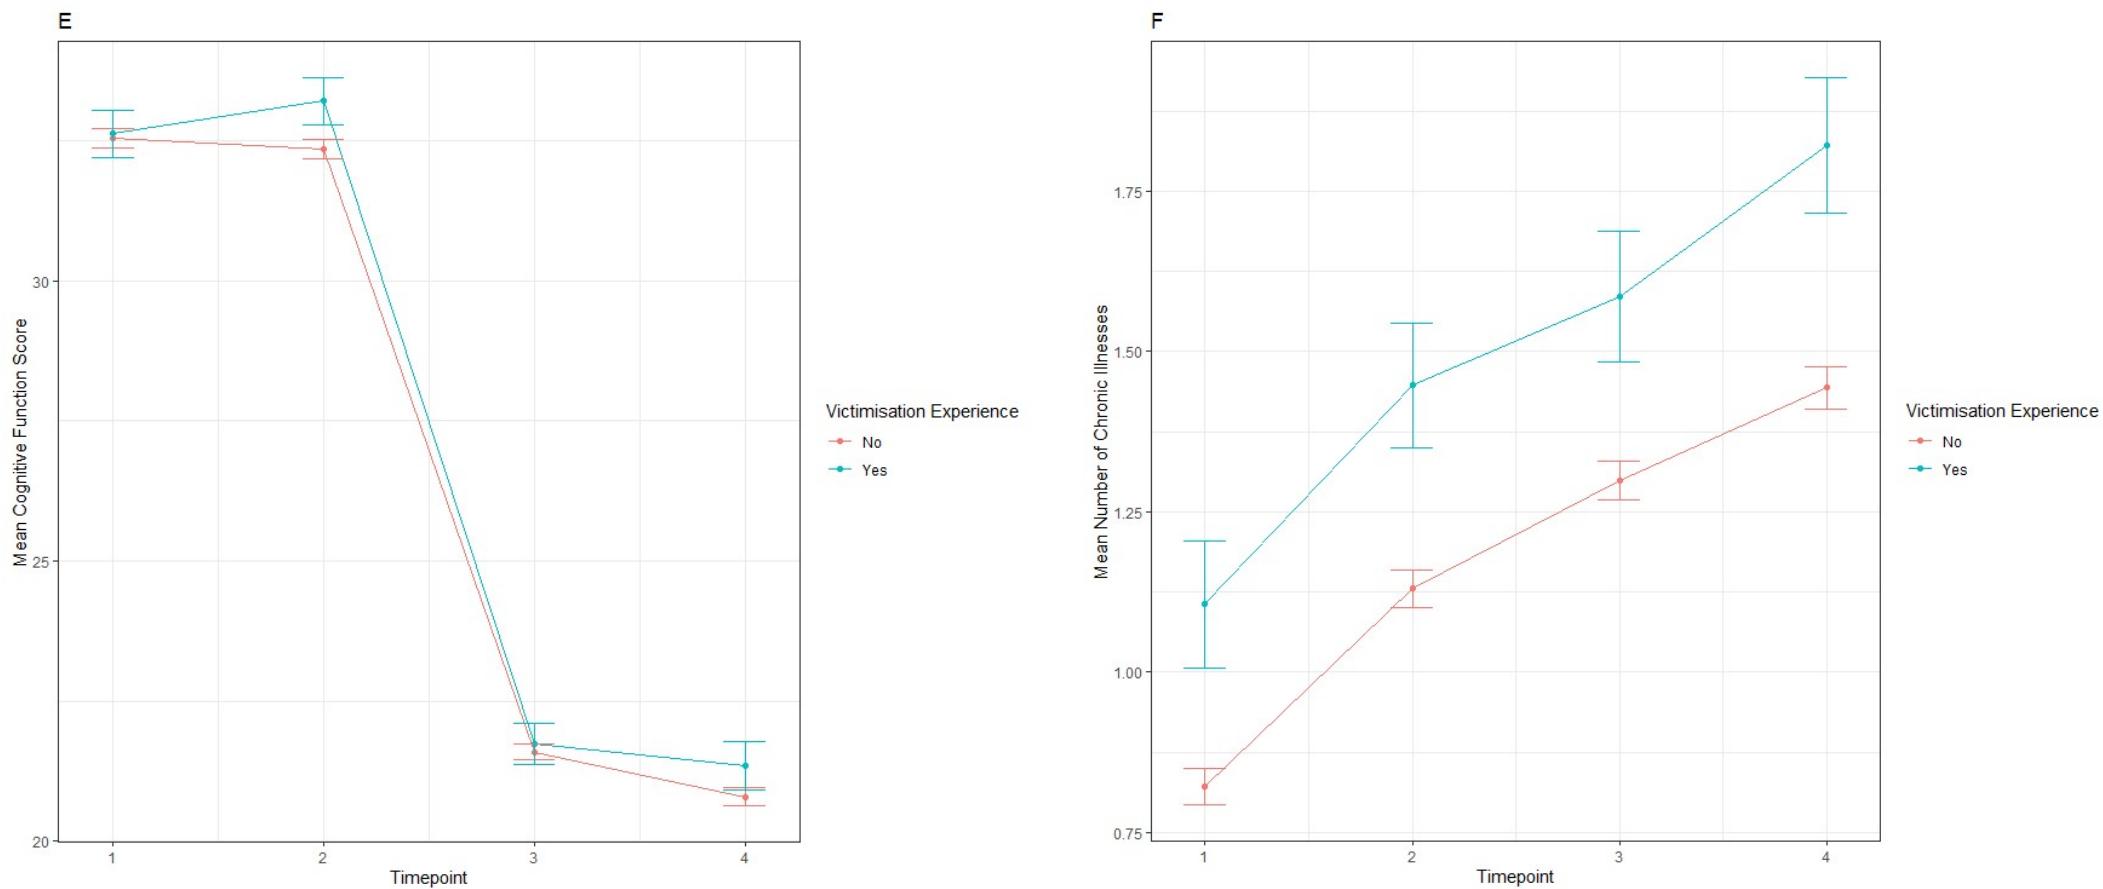 E
Mean Cognitive Function Score
30
25
20
1 2 3 4
Timepoint
Victimisation Experience
No
Yes
F
Mean Number of Chronic Illnesses
1.75
1.50
1.25
1.00
0.75
1 2 3 4
Timepoint
Victimisation Experience
No
Yes